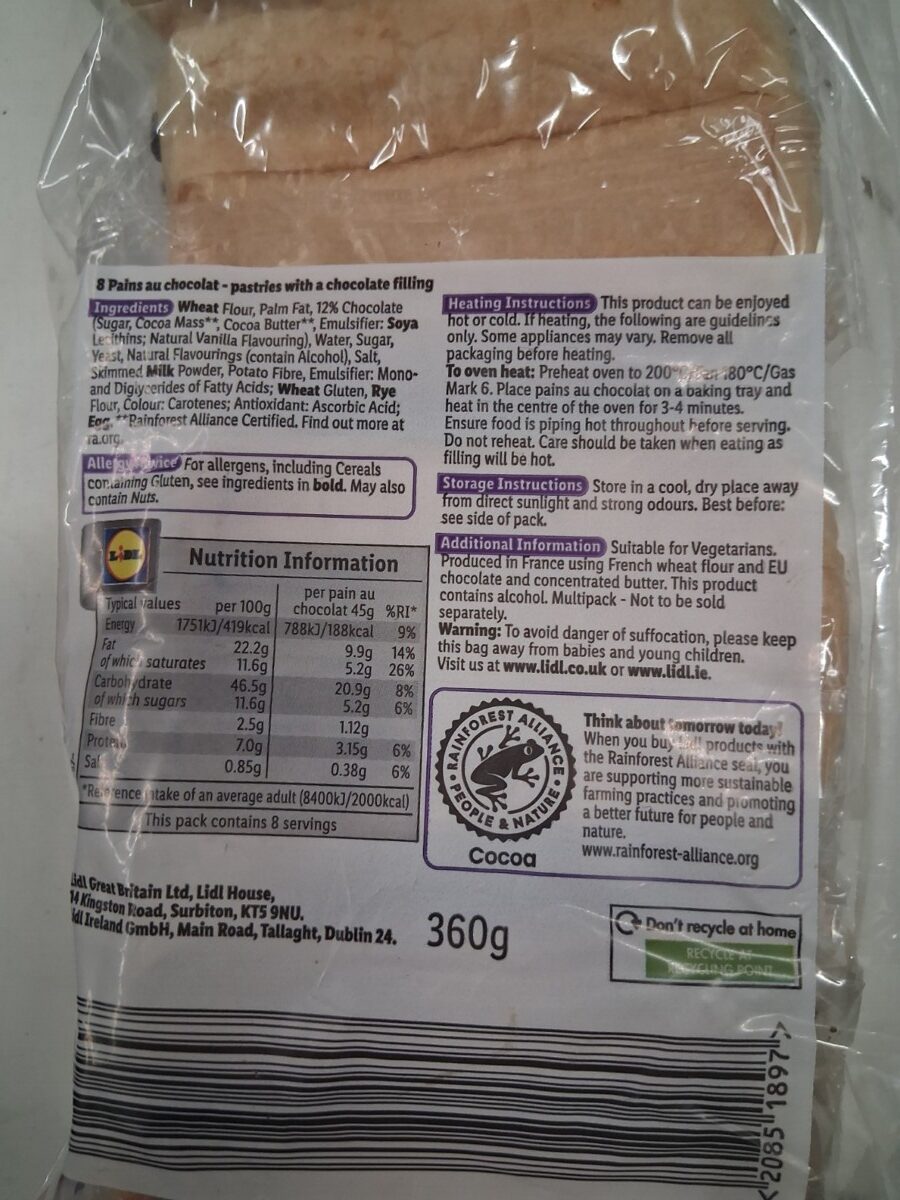 8 Pains au chocolat - pastries with a chocolate filling
Ingredients Wheat Flour, Palm Fat, 12% Chocolate
(Sugar, Cocoa Mass**, Cocoa Butter**, Emulsifier: Soya
Lecithins; Natural Vanilla Flavouring), Water, Sugar,
Yeast, Natural Flavourings (contain Alcohol), Salt,
Skimmed Milk Powder, Potato Fibre, Emulsifier: Mono-
and Diglycerides of Fatty Acids; Wheat Gluten, Rye
Flour, Colour: Carotenes; Antioxidant: Ascorbic Acid;
Egg. **Rainforest Alliance Certified. Find out more at
ra.org.
Allergy Advice For allergens, including Cereals
containing Gluten, see ingredients in bold. May also
contain Nuts.
LIDL
Nutrition Information
Typical values per 100g per pain au chocolat 45g %RI*
Energy 1751kJ/419kcal 788kJ/188kcal 9%
Fat 22.2g 9.9g 14%
of which saturates 11.6g 5.2g 26%
Carbohydrate 46.5g 20.9g 8%
of which sugars 11.6g 5.2g 6%
Fibre 2.5g 1.12g
Protein 7.0g 3.15g 6%
Salt 0.85g 0.38g 6%
*Reference intake of an average adult (8400kJ/2000kcal)
This pack contains 8 servings
Lidl Great Britain Ltd, Lidl House,
14 Kingston Road, Surbiton, KT5 9NU.
Lidl Ireland GmbH, Main Road, Tallaght, Dublin 24.
360g
Heating Instructions This product can be enjoyed
hot or cold. If heating, the following are guidelines
only. Some appliances may vary. Remove all
packaging before heating.
To oven heat: Preheat oven to 200°C/Fan 180°C/Gas
Mark 6. Place pains au chocolat on a baking tray and
heat in the centre of the oven for 3-4 minutes.
Ensure food is piping hot throughout before serving.
Do not reheat. Care should be taken when eating as
filling will be hot.
Storage Instructions Store in a cool, dry place away
from direct sunlight and strong odours. Best before:
see side of pack.
Additional Information Suitable for Vegetarians.
Produced in France using French wheat flour and EU
chocolate and concentrated butter. This product
contains alcohol. Multipack - Not to be sold
separately.
Warning: To avoid danger of suffocation, please keep
this bag away from babies and young children.
Visit us at www.lidl.co.uk or www.lidl.ie.
RAINFOREST ALLIANCE
PEOPLE & NATURE
Cocoa
Think about tomorrow today!
When you buy Lidl products with
the Rainforest Alliance seal, you
are supporting more sustainable
farming practices and promoting
a better future for people and
nature.
www.rainforest-alliance.org
Don't recycle at home
RECYCLE AT
RECYCLING POINT
<2085 1897>